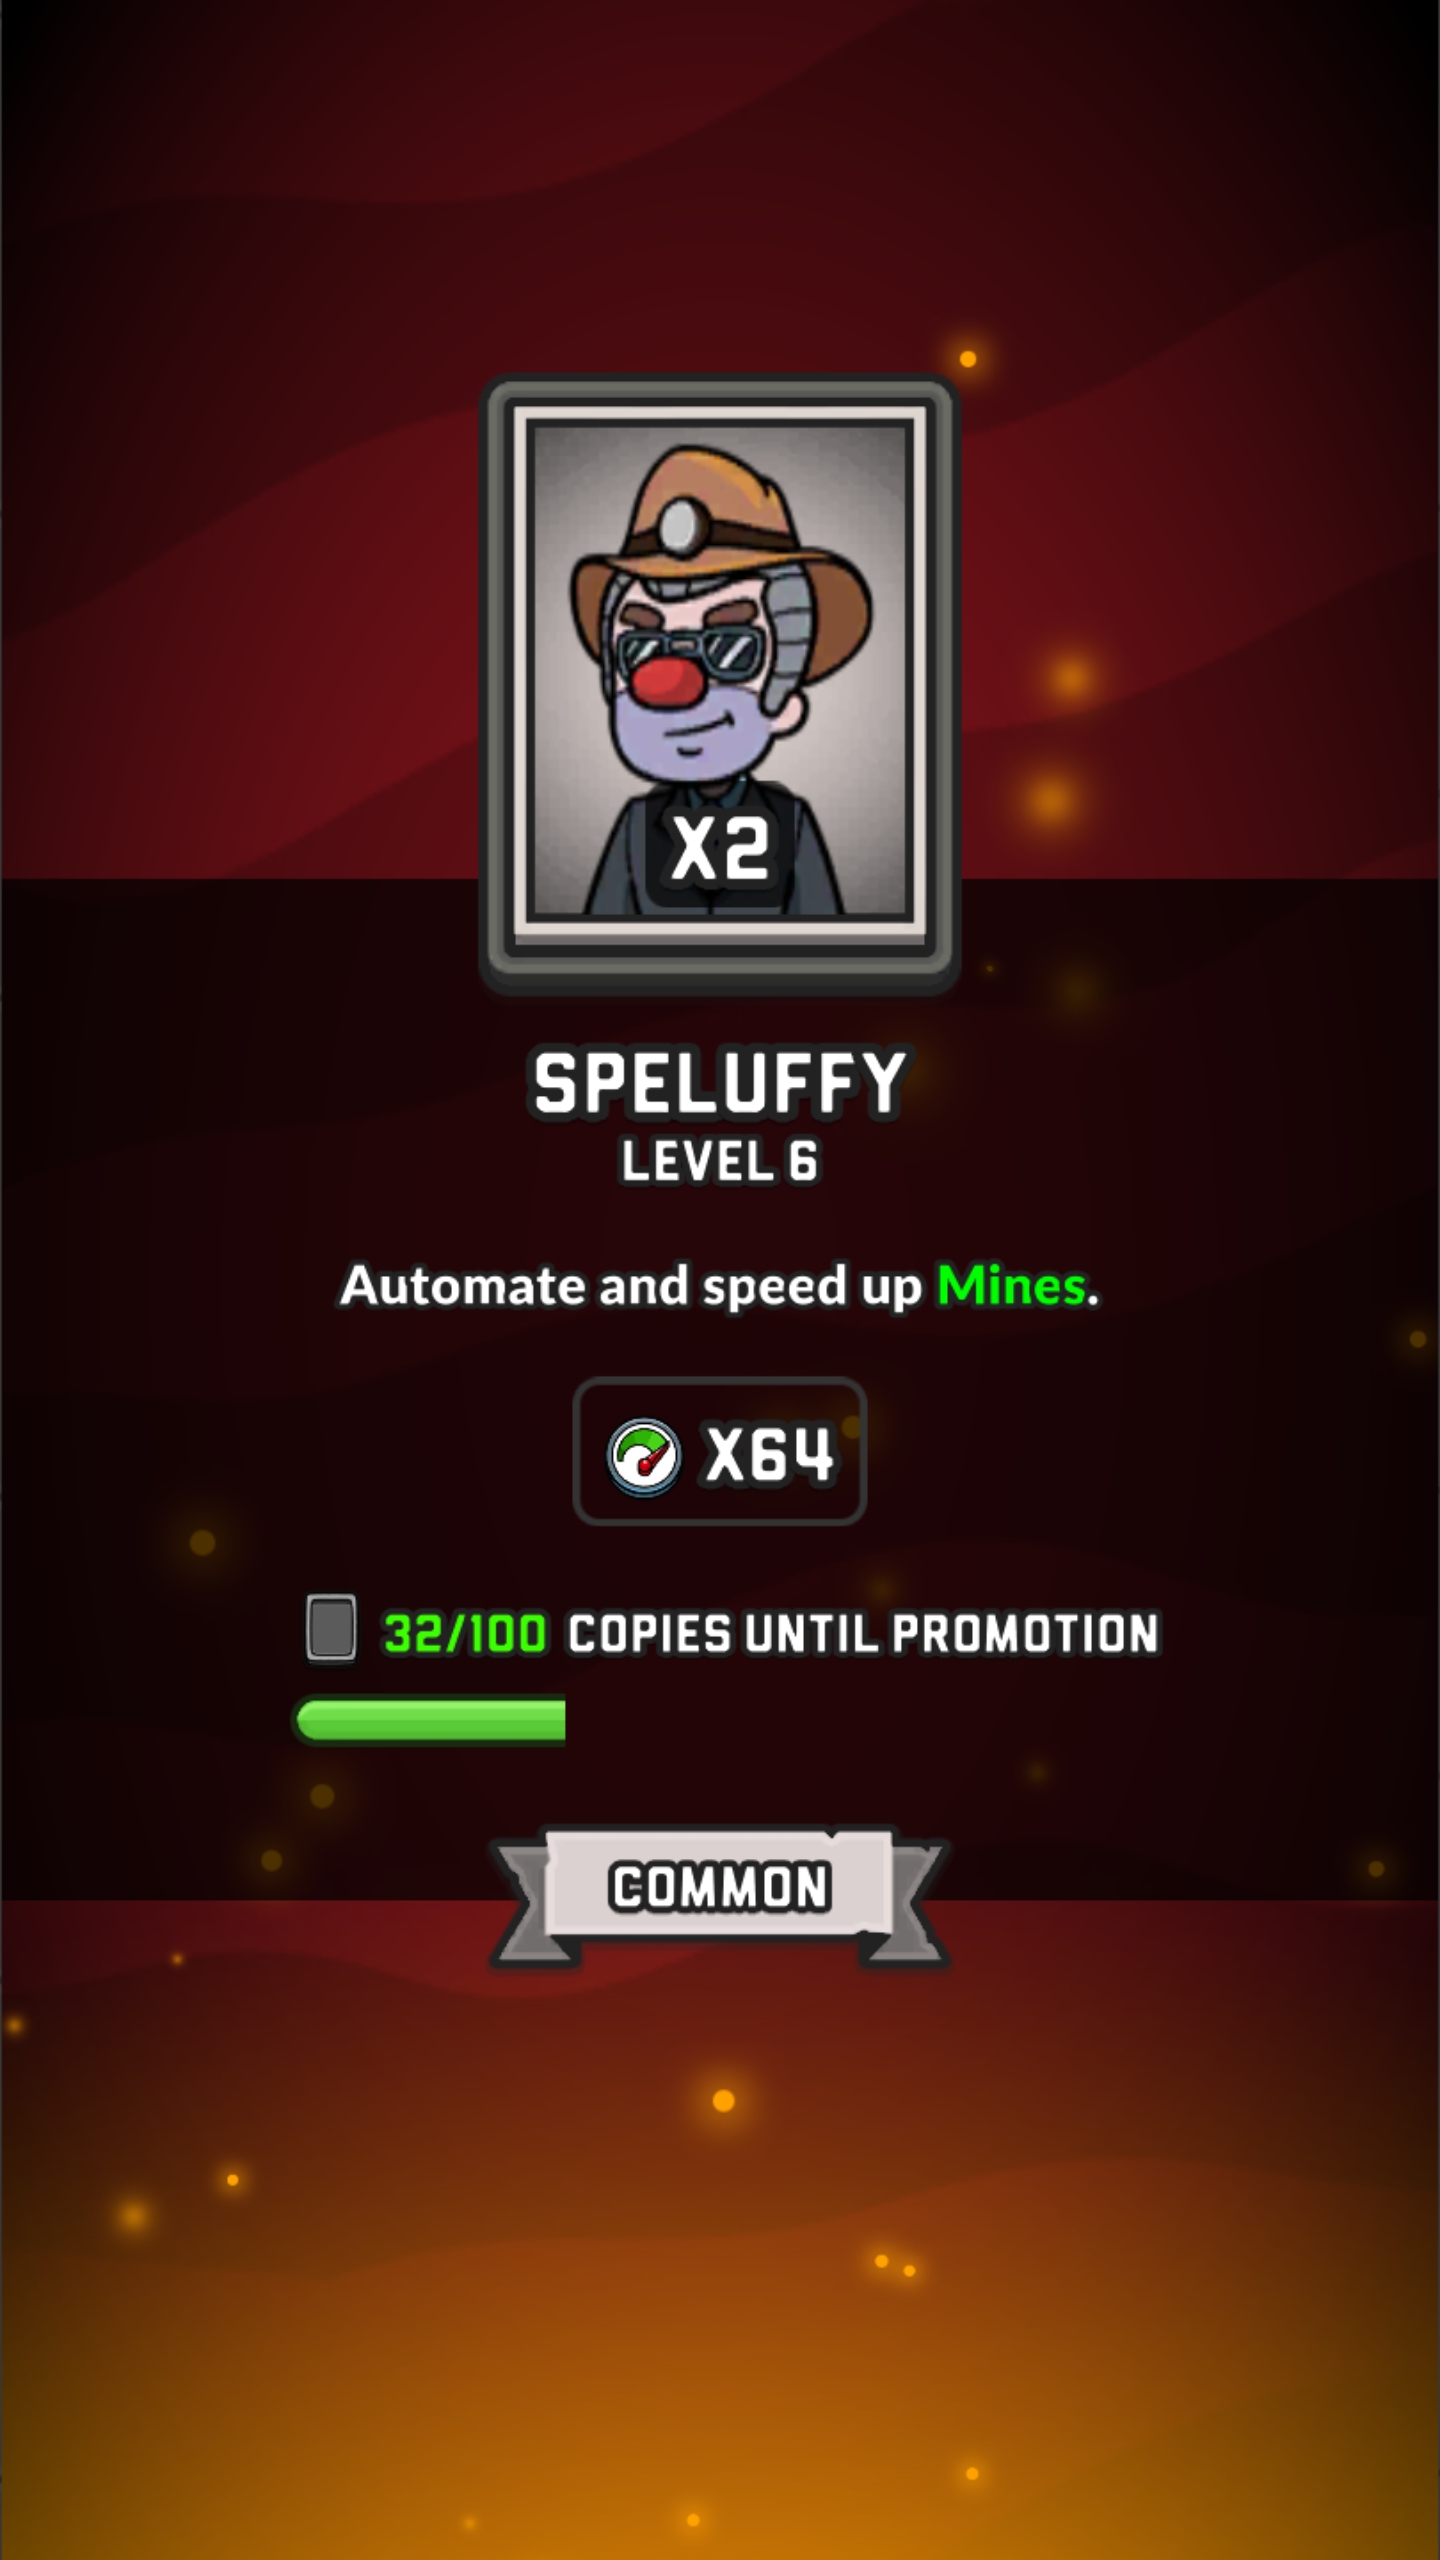 X2
SPELUFFY
LEVEL 6
Automate and speed up Mines.
X64
32/100 COPIES UNTIL PROMOTION
COMMON